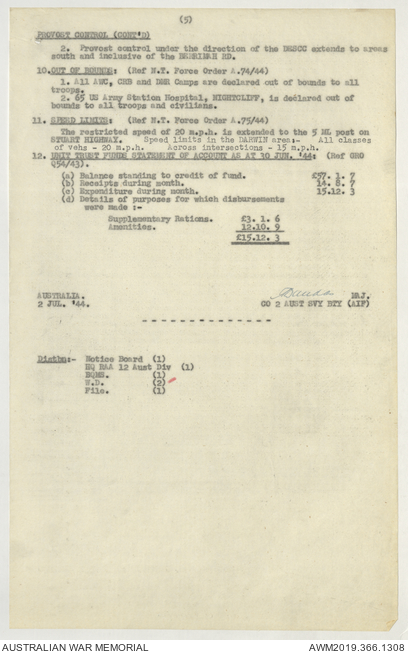 (5)
PROVOST CONTROL (CONT'D)
2. Provost control under the direction of the DRSCC extends to areas
south and inclusive of the BERRIMAH RD.
10. OUT OF BOUNDS: (Ref N.T. Force Order A.74/44)
1. All AWC, CRB and DOR Camps are declared out of bounds to all
troops.
2. 65 US Army Station Hospital, NIGHTCLIFF, is declared out of
bounds to all troops and civilians.
11. SPEED LIMITS: (Ref N.T. Force Order A.75/44)
The restricted speed of 20 m.p.h. is extended to the 5 ML post on
STUART HIGHWAY. Speed limits in the DARWIN area:- All classes
of vehs - 20 m.p.h. Across intersections - 15 m.p.h.
12. UNIT TRUST FUNDS STATEMENT OF ACCOUNT AS AT 30 JUN. '44: (Ref GRO
Q54/43).
(a) Balance standing to credit of fund. £57. 1. 7
(b) Receipts during month. 14. 8. 7
(c) Expenditure during month. 15.12. 3
(d) Details of purposes for which disbursements
were made :-
Supplementary Rations. £3. 1. 6
Amenities. 12.10. 9
£15.12. 3
AUSTRALIA. MAJ.
2 JUL. '44. CO 2 AUST SVY BTY (AIF)
Distbn:- Notice Board (1)
HQ RAA 12 Aust Div (1)
BQMS. (1)
W.D. (2)
File. (1)
AUSTRALIAN WAR MEMORIAL AWM2019.366.1308